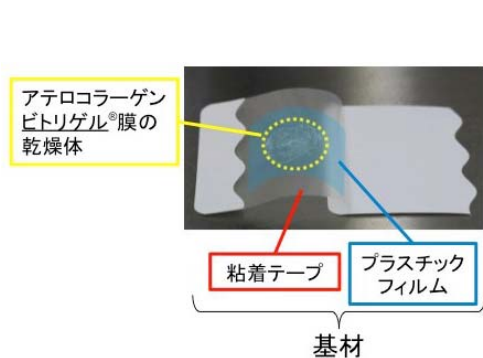 アテロコラーゲン
ビトリゲル®膜の
乾燥体
粘着テープ
プラスチック
フィルム
基材